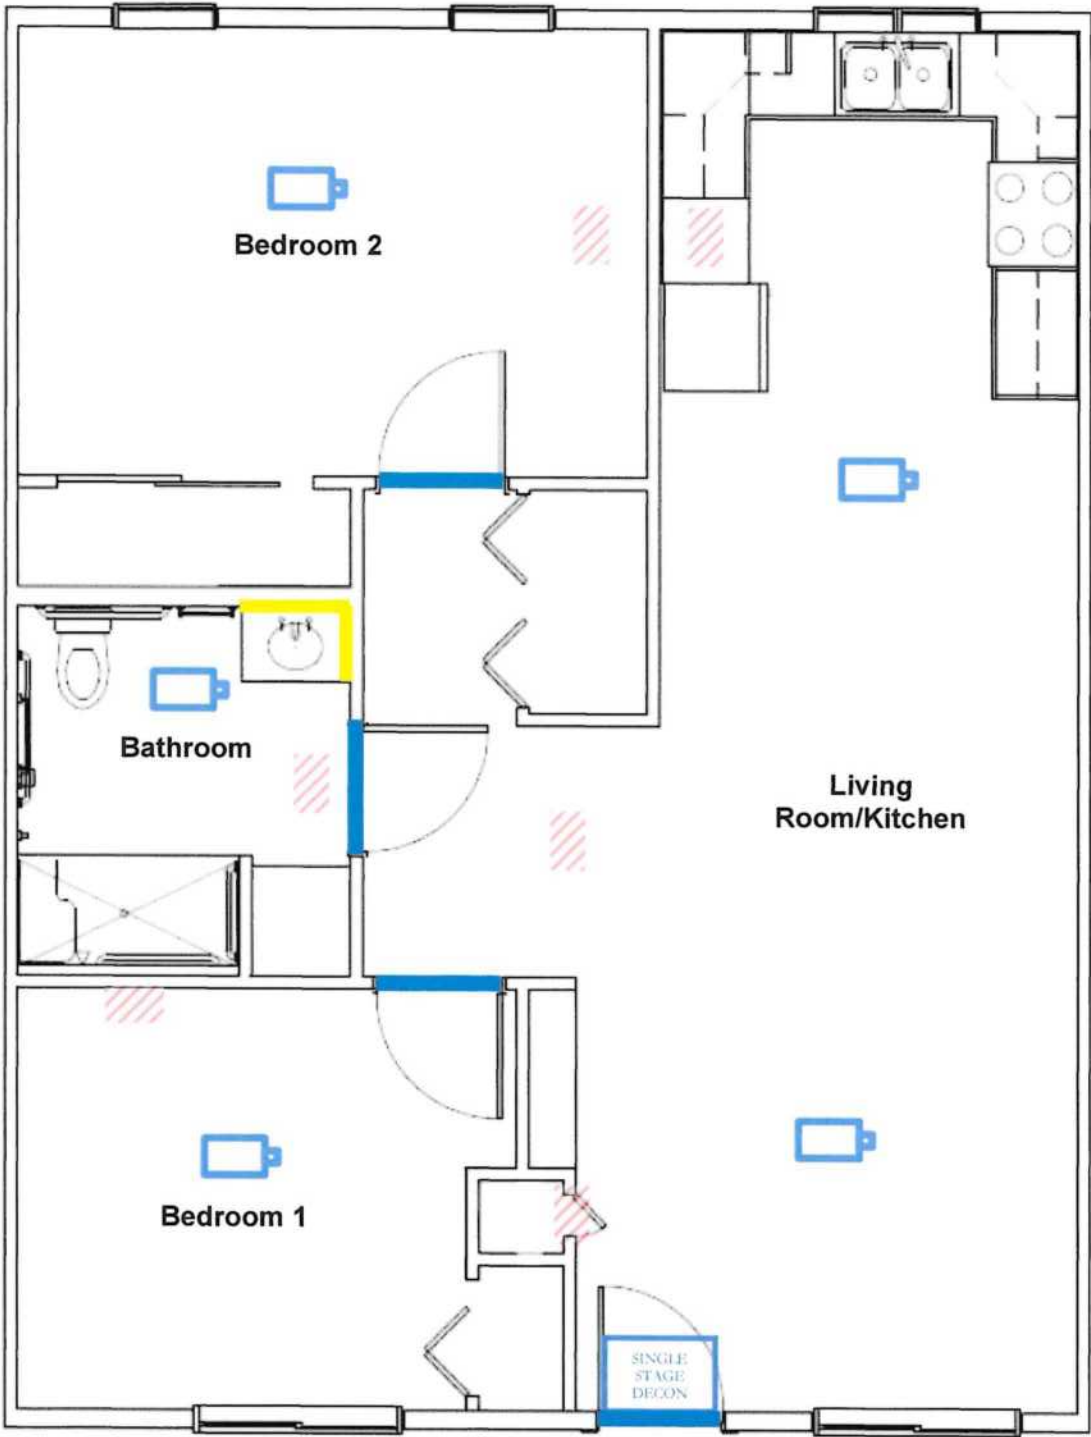 Bedroom 2
Bathroom
Living
Room/Kitchen
Bedroom 1
SINGLE
STAGE
DECON